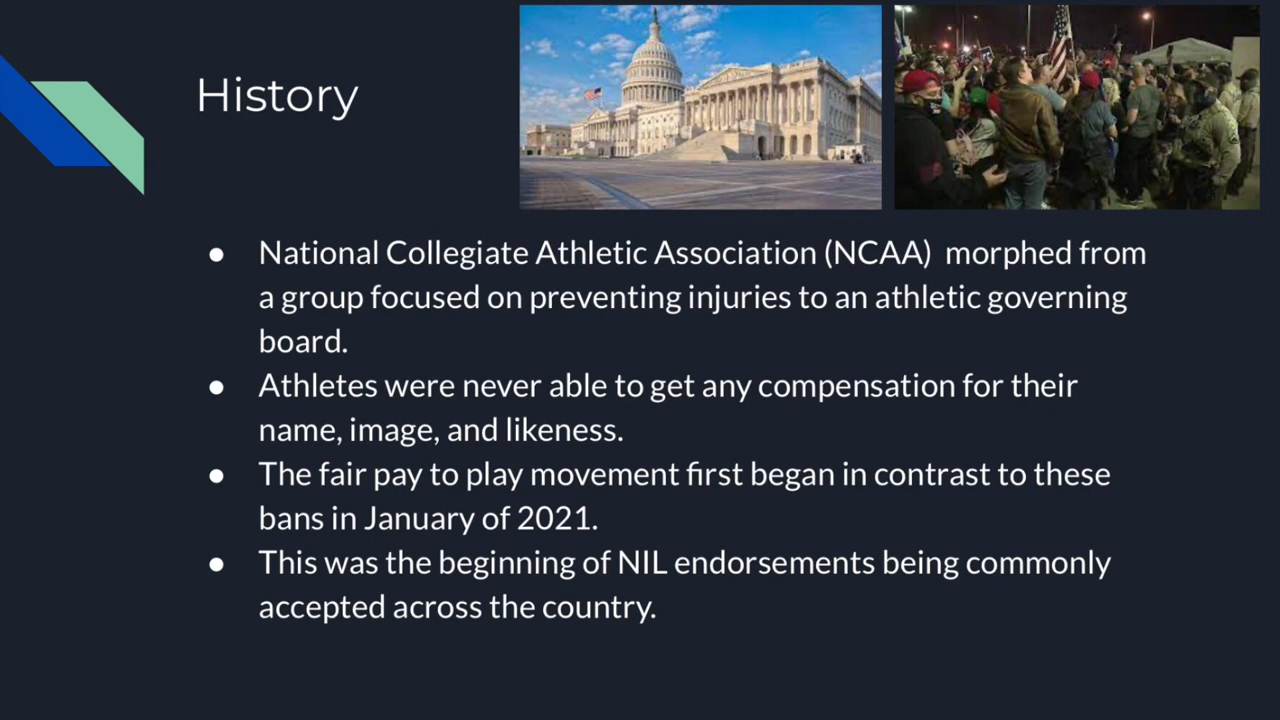 History
● National Collegiate Athletic Association (NCAA)  morphed from
a group focused on preventing injuries to an athletic governing
board.
● Athletes were never able to get any compensation for their
name, image, and likeness.
● The fair pay to play movement first began in contrast to these
bans in January of 2021.
● This was the beginning of NIL endorsements being commonly
accepted across the country.